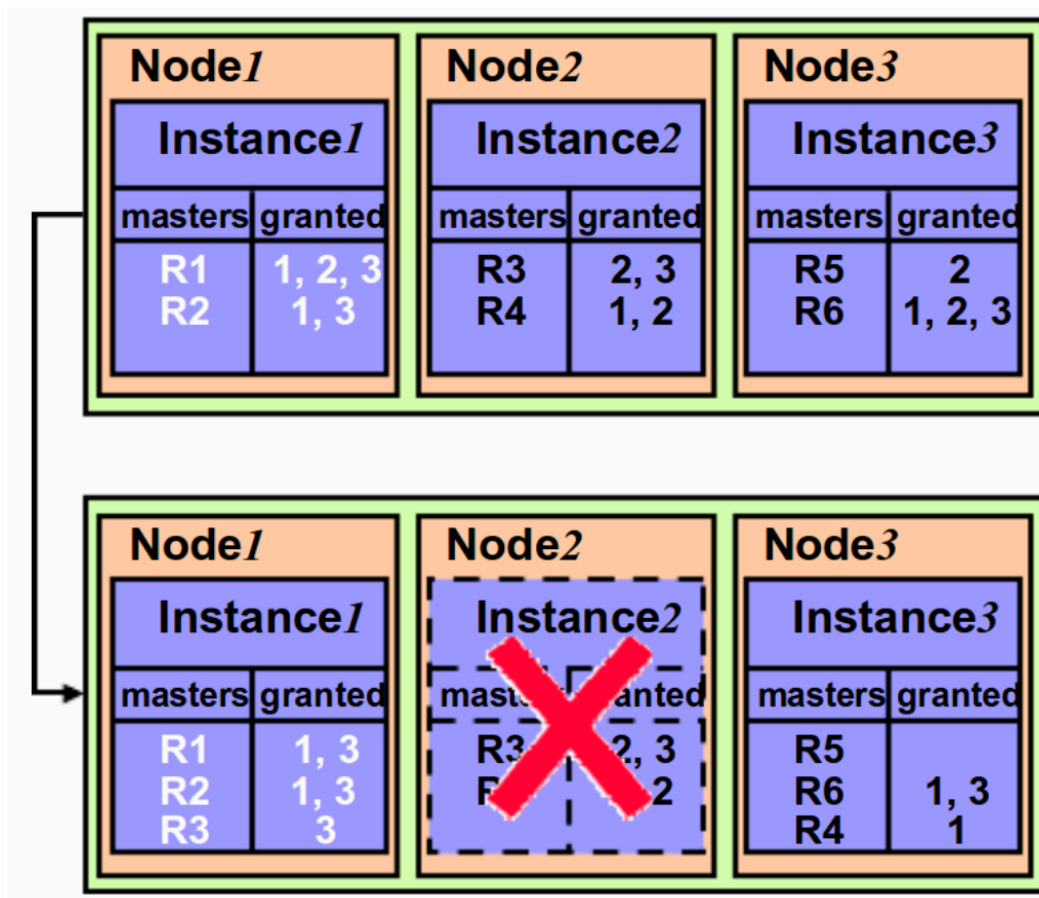 Node1
Instance1
masters granted
R1 1, 2, 3
R2 1, 3
Node2
Instance2
masters granted
R3 2, 3
R4 1, 2
Node3
Instance3
masters granted
R5 2
R6 1, 2, 3
Node1
Instance1
masters granted
R1 1, 3
R2 1, 3
R3 3
Node2
Instance2
R3 2, 3
2
Node3
Instance3
masters granted
R5
R6 1, 3
R4 1